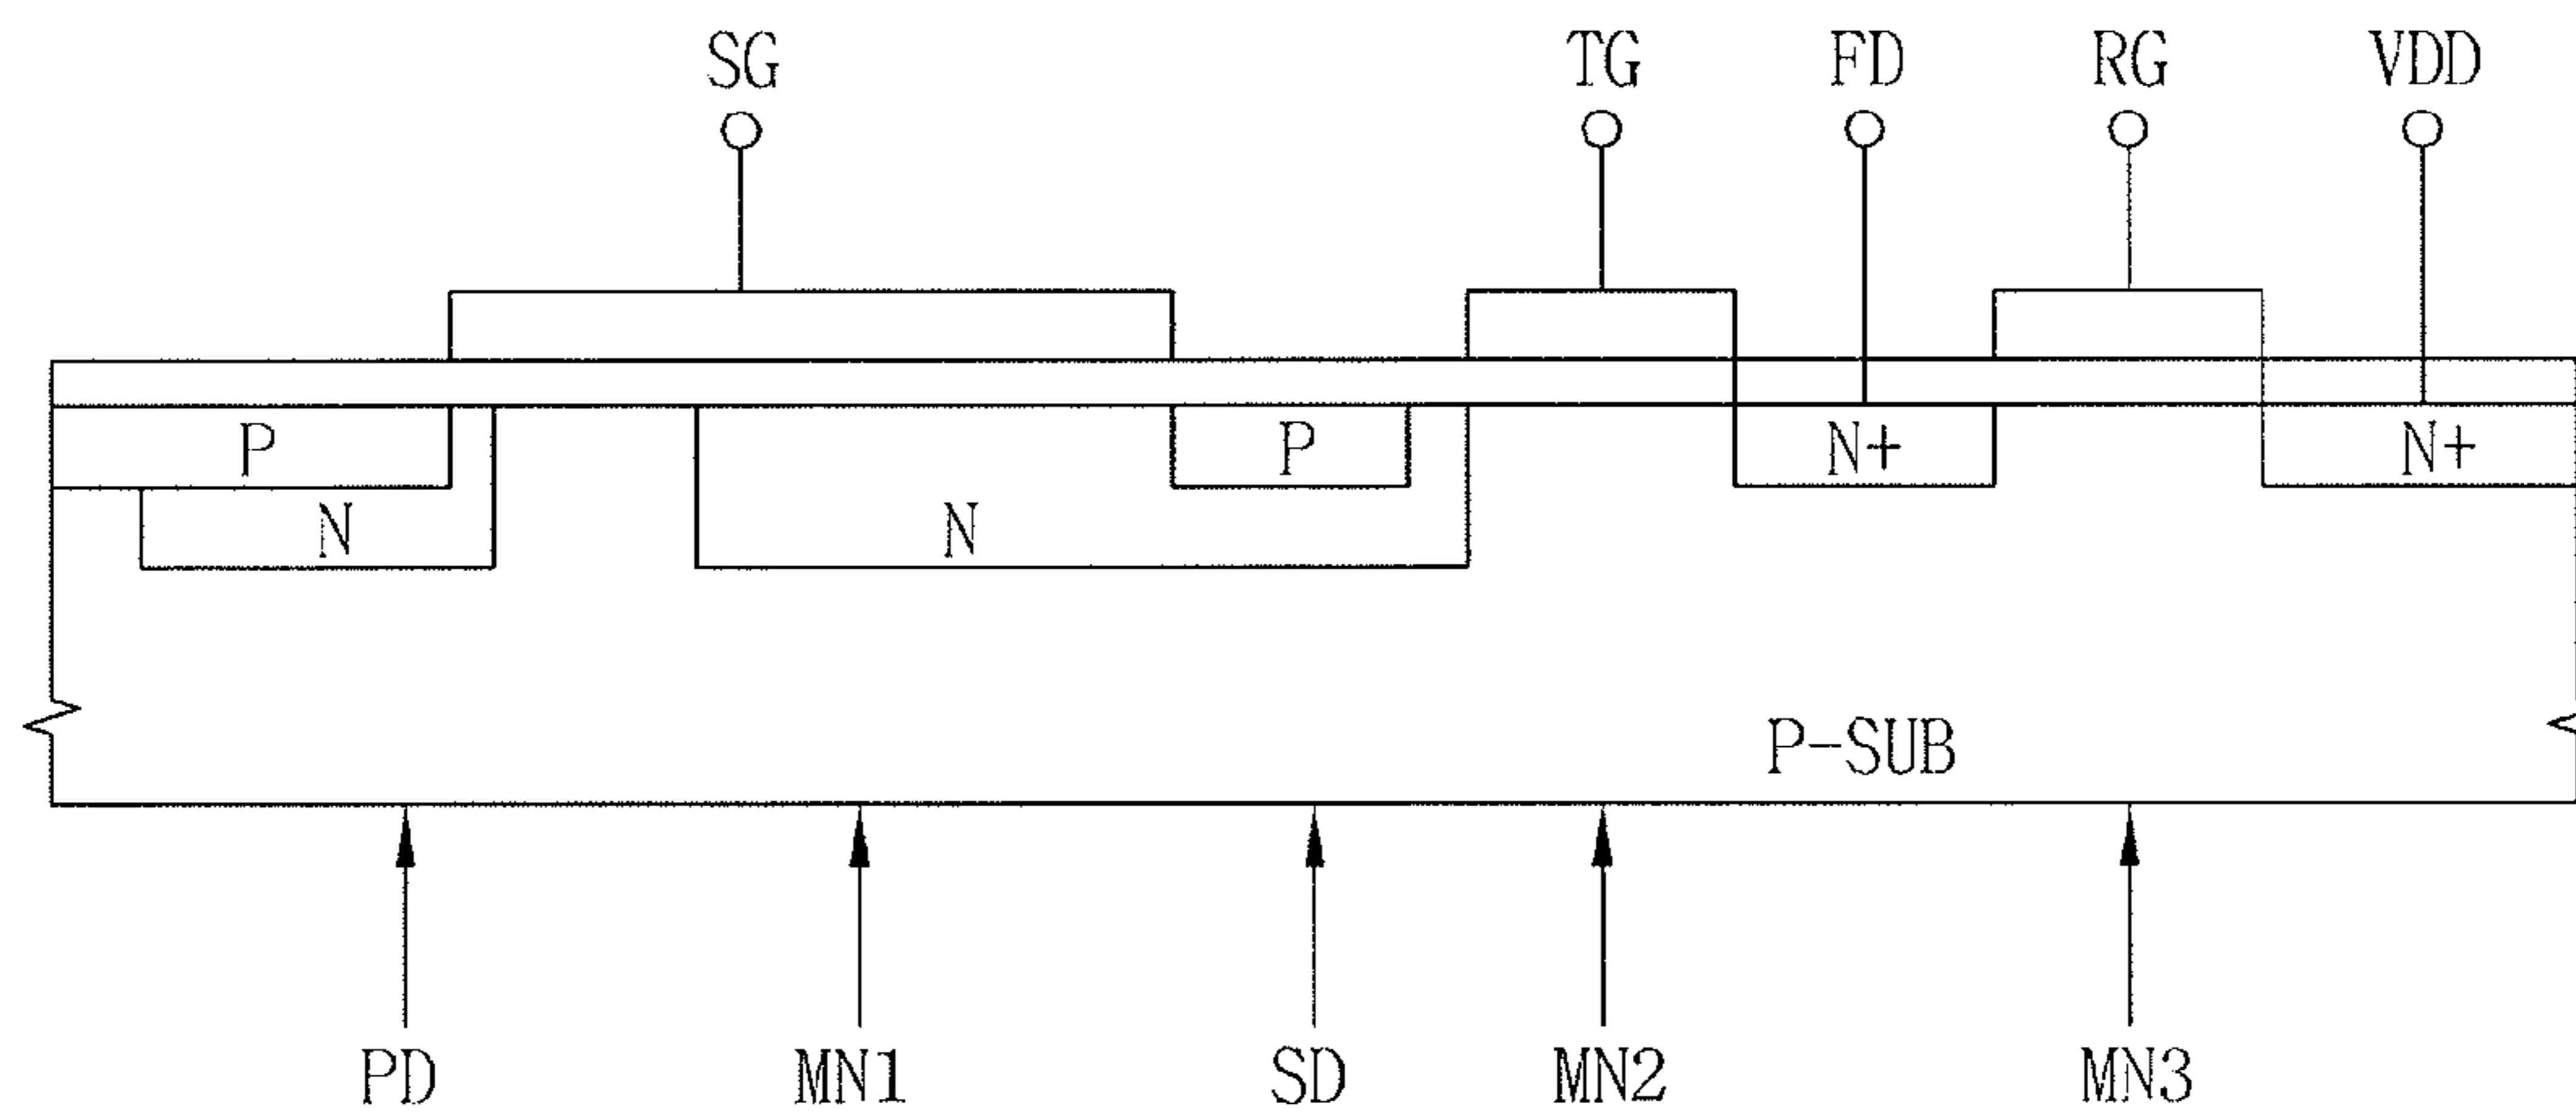 SG TG FD RG VDD
P P N+ N+
N N
P-SUB
PD MN1 SD MN2 MN3